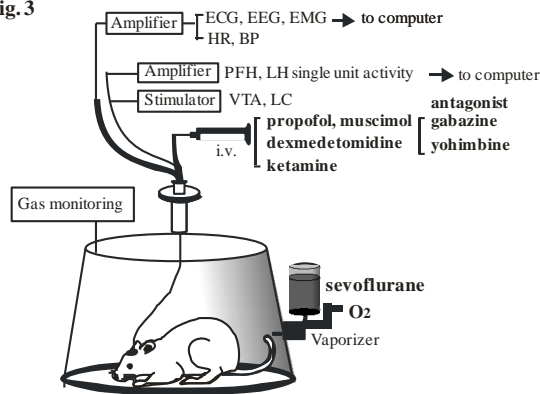 ig. 3
Amplifier
ECG, EEG, EMG
to computer
HR, BP
Amplifier
PFH, LH single unit activity
to computer
Stimulator
VTA, LC
antagonist
propofol, muscimol
gabazine
dexmedetomidine
yohimbine
i.v.
ketamine
Gas monitoring
sevoflurane
O2
Vaporizer